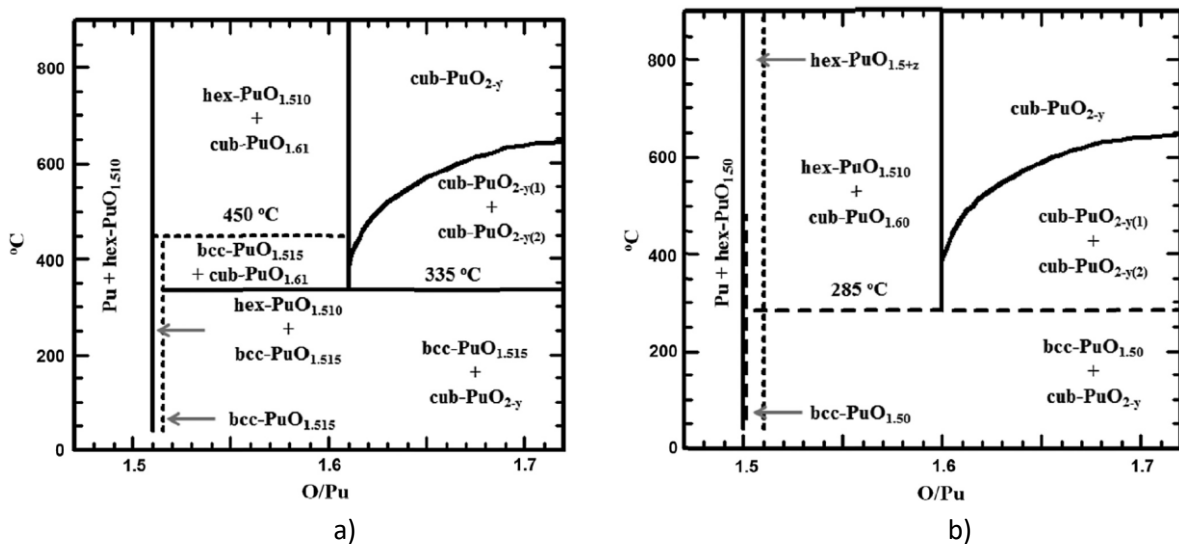 800
600
400
200
0
°C
1.5
1.6
1.7
O/Pu
Pu + hex-PuO1.510
hex-PuO1.510
+
cub-PuO1.61
cub-PuO2-y
450 °C
bcc-PuO1.515
+ cub-PuO1.61
cub-PuO2-y(1)
+
cub-PuO2-y(2)
335 °C
hex-PuO1.510
+
bcc-PuO1.515
bcc-PuO1.515
+
cub-PuO2-y
bcc-PuO1.515
a)
800
600
400
200
0
°C
1.5
1.6
1.7
O/Pu
Pu + hex-PuO1.50
hex-PuO1.5+z
cub-PuO2-y
hex-PuO1.510
+
cub-PuO1.60
cub-PuO2-y(1)
+
cub-PuO2-y(2)
285 °C
bcc-PuO1.50
+
cub-PuO2-y
bcc-PuO1.50
b)